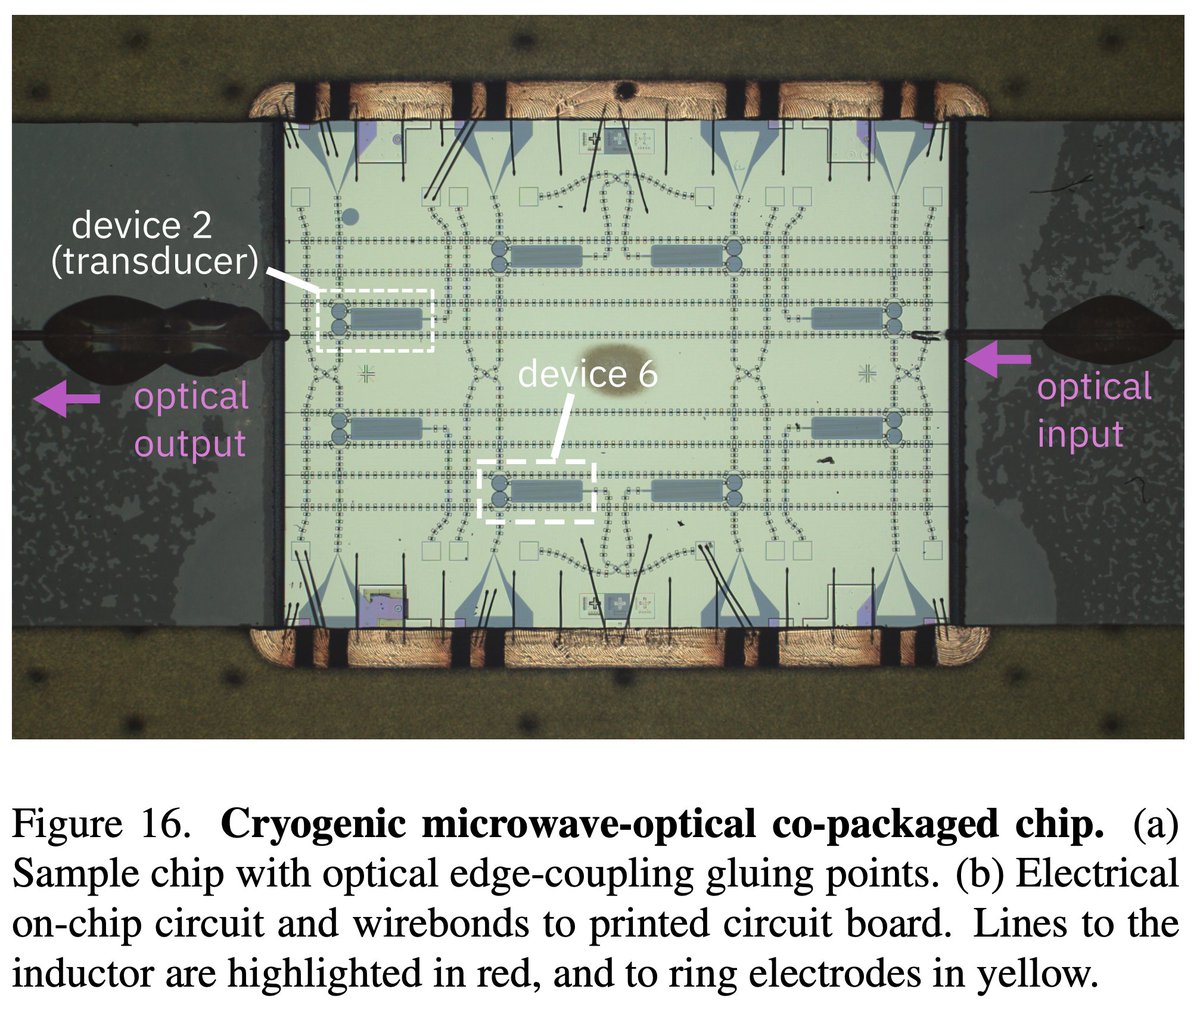 device 2
(transducer)
device 6
optical
output
optical
input
Figure 16. Cryogenic microwave-optical co-packaged chip. (a)
Sample chip with optical edge-coupling gluing points. (b) Electrical
on-chip circuit and wirebonds to printed circuit board. Lines to the
inductor are highlighted in red, and to ring electrodes in yellow.